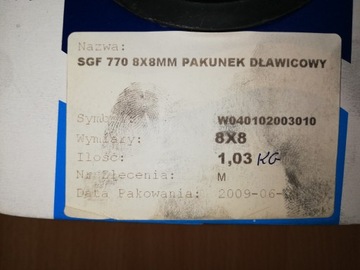 Nazwa:
SGF 770 8X8MM PAKUNEK DŁAWICOWY
Symbol: W040102003010
Wymiary: 8X8
Ilość: 1,03 KG
Nr Zlecenia: M
Data Pakowania: 2009-06-